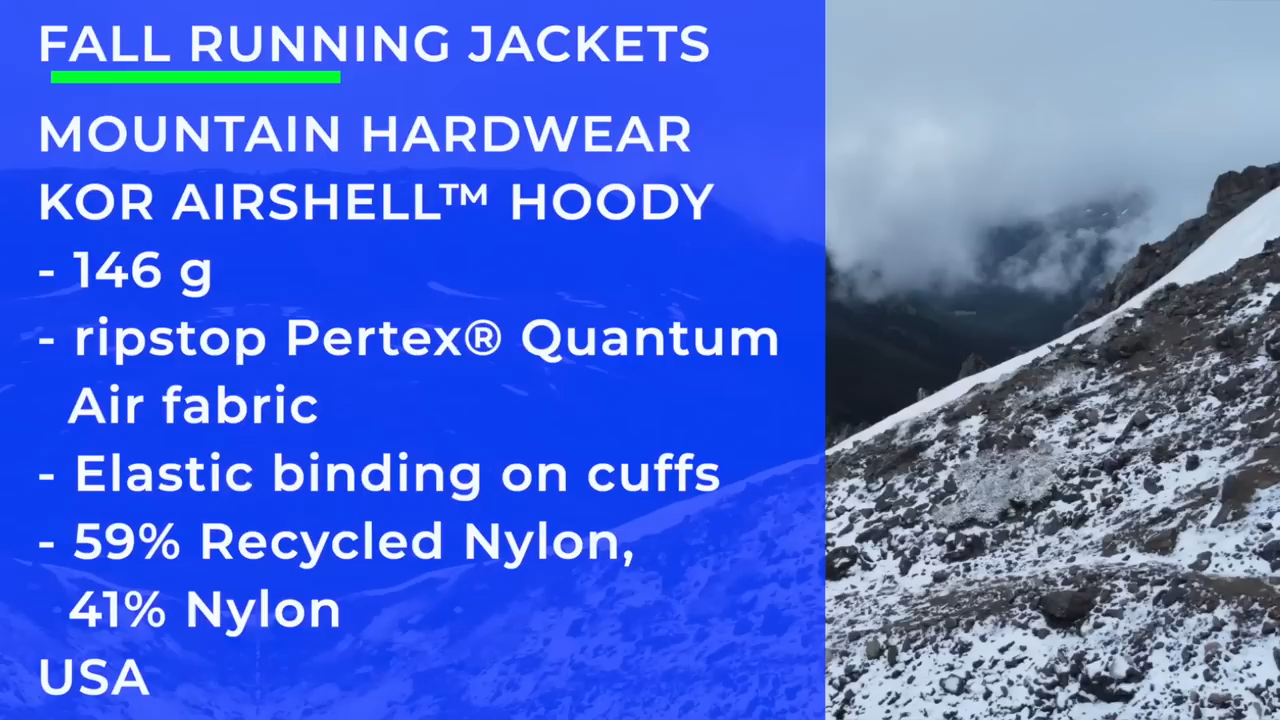 FALL RUNNING JACKETS
MOUNTAIN HARDWEAR
KOR AIRSHELL™ HOODY
- 146 g
- ripstop Pertex® Quantum
Air fabric
- Elastic binding on cuffs
- 59% Recycled Nylon,
41% Nylon
USA